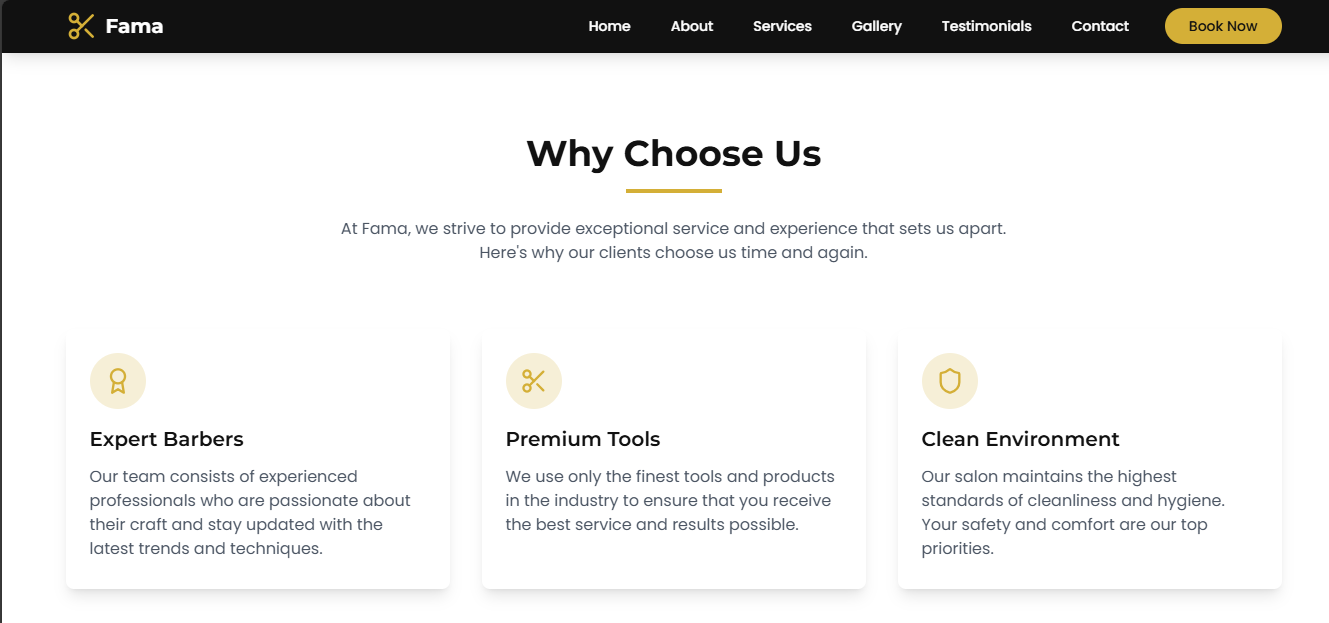 Fama
Home About Services Gallery Testimonials Contact Book Now
Why Choose Us
At Fama, we strive to provide exceptional service and experience that sets us apart.
Here's why our clients choose us time and again.
Expert Barbers
Our team consists of experienced
professionals who are passionate about
their craft and stay updated with the
latest trends and techniques.
Premium Tools
We use only the finest tools and products
in the industry to ensure that you receive
the best service and results possible.
Clean Environment
Our salon maintains the highest
standards of cleanliness and hygiene.
Your safety and comfort are our top
priorities.